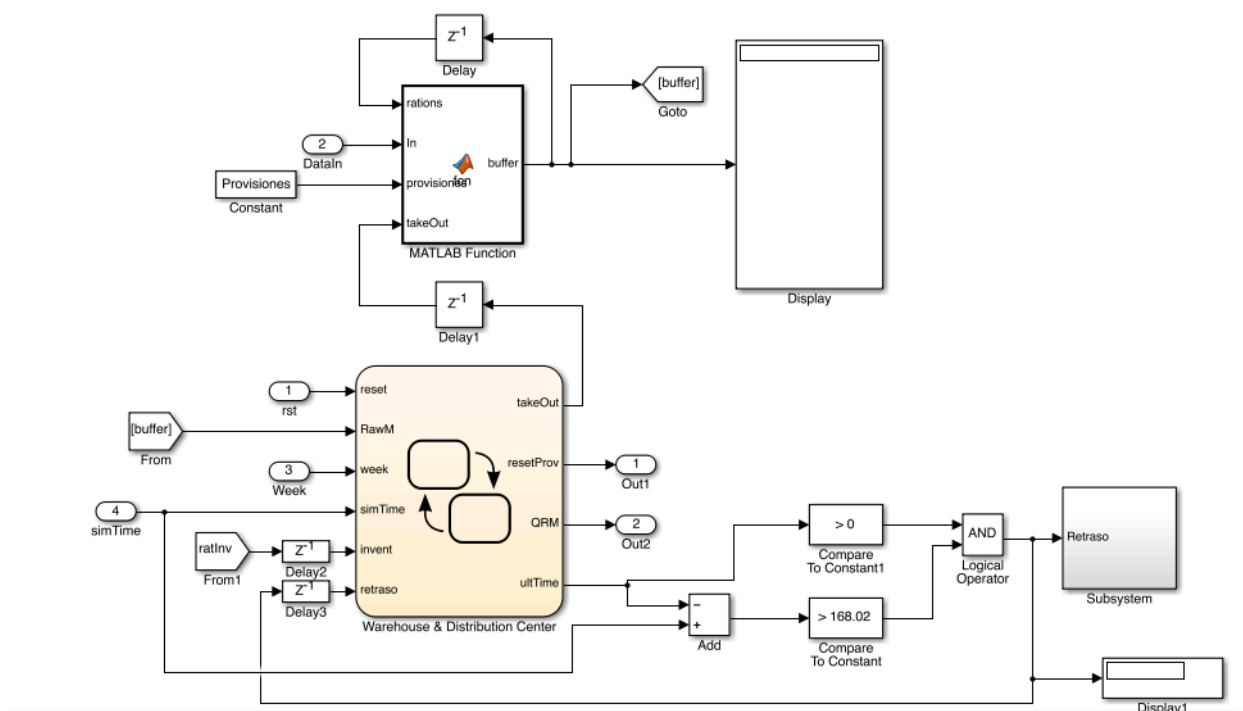 Z-1
Delay
rations
In
provisiones
takeOut
buffer
fcn
MATLAB Function
2
DataIn
Provisiones
Constant
[buffer]
Goto
Display
Z-1
Delay1
1
rst
[buffer]
From
3
Week
4
simTime
ratInv
From1
Z-1
Delay2
Z-1
Delay3
reset
RawM
week
simTime
invent
retraso
takeOut
resetProv
QRM
ultTime
Warehouse & Distribution Center
1
Out1
2
Out2
−
+
Add
> 0
Compare
To Constant1
> 168.02
Compare
To Constant
AND
Logical
Operator
Retraso
Subsystem
Display1